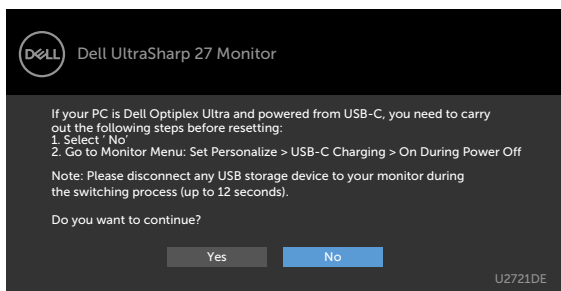 DELL
Dell UltraSharp 27 Monitor
If your PC is Dell Optiplex Ultra and powered from USB-C, you need to carry
out the following steps before resetting:
1. Select ‘ No’
2. Go to Monitor Menu: Set Personalize > USB-C Charging > On During Power Off
Note: Please disconnect any USB storage device to your monitor during
the switching process (up to 12 seconds).
Do you want to continue?
Yes No
U2721DE